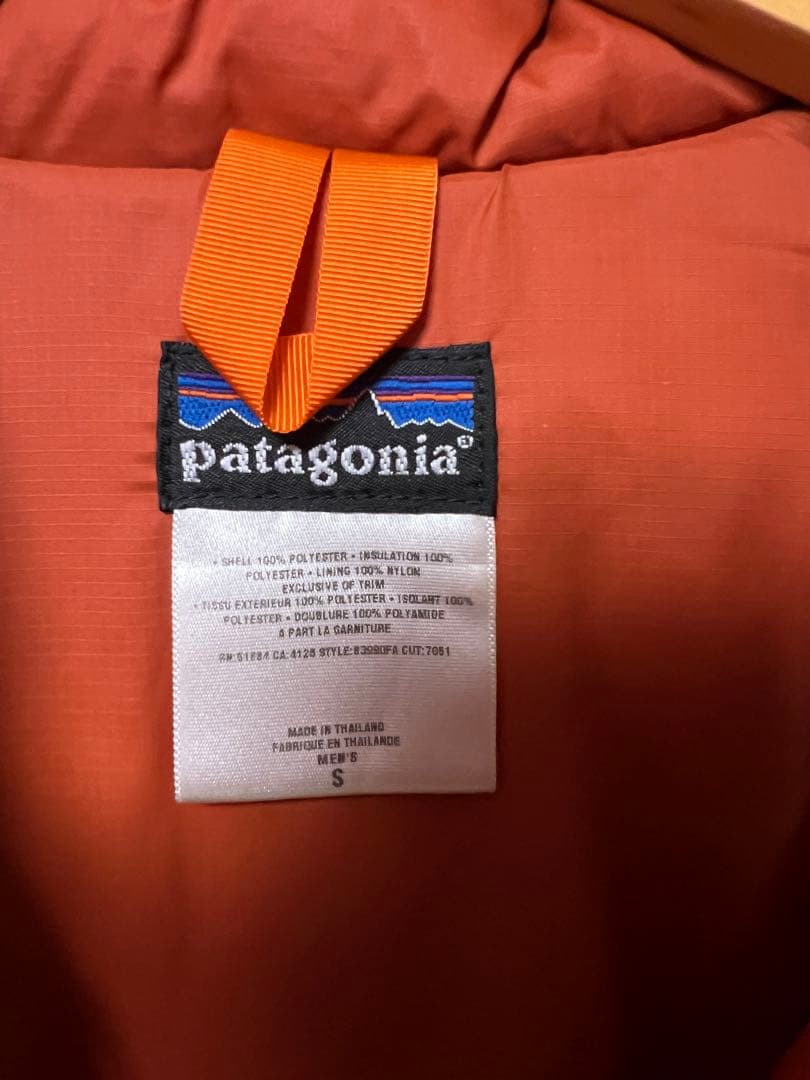 patagonia®
• SHELL 100% POLYESTER • INSULATION 100%
POLYESTER • LINING 100% NYLON
EXCLUSIVE OF TRIM
• TISSU EXTERIEUR 100% POLYESTER • ISOLANT 100%
POLYESTER • DOUBLURE 100% POLYAMIDE
A PART LA GARNITURE
RN:51884 CA:4125 CUT:7051
MADE IN THAILAND
FABRIQUE EN THAILANDE
MEN'S
S